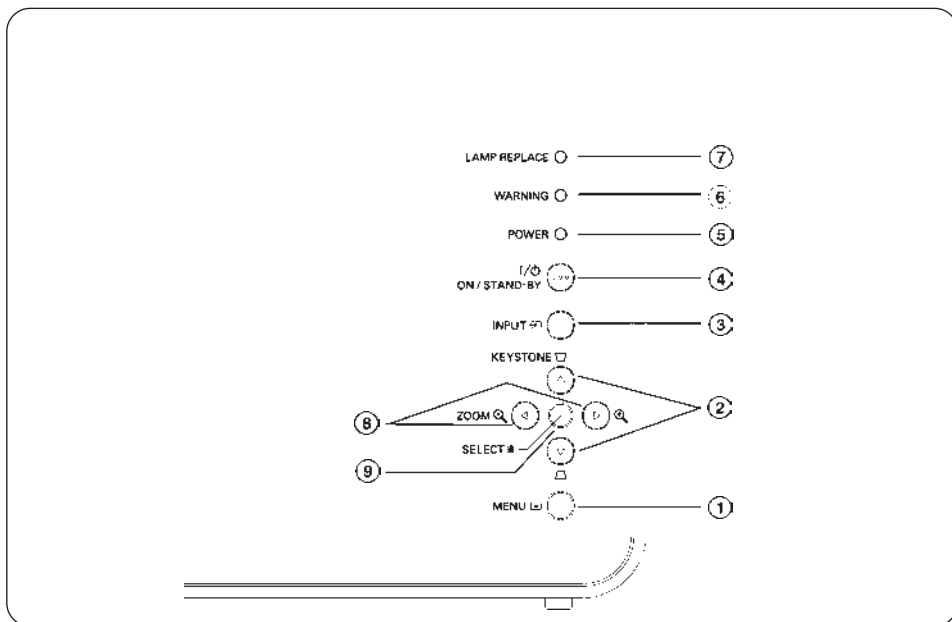 LAMP REPLACE 7
WARNING 6
POWER 5
I/⏻
ON / STAND-BY 4
INPUT 3
KEYSTONE
2
ZOOM
8
SELECT
9
MENU 1